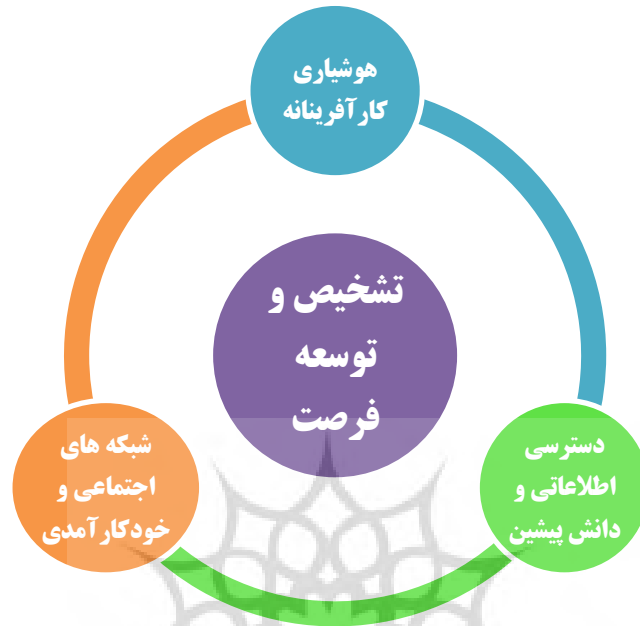 هوشیاری
کارآفرینانه
تشخیص و
توسعه
فرصت
دسترسی
اطلاعاتی و
دانش پیشین
شبکه های
اجتماعی و
خودکارآمدی